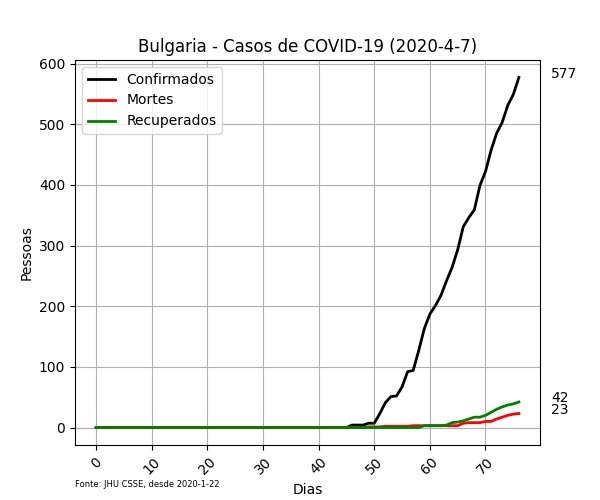 Bulgaria - Casos de COVID-19 (2020-4-7)
Confirmados
Mortes
Recuperados
600
500
400
300
200
100
0
Pessoas
577
42
23
0
10
20
30
40
50
60
70
Dias
Fonte: JHU CSSE, desde 2020-1-22